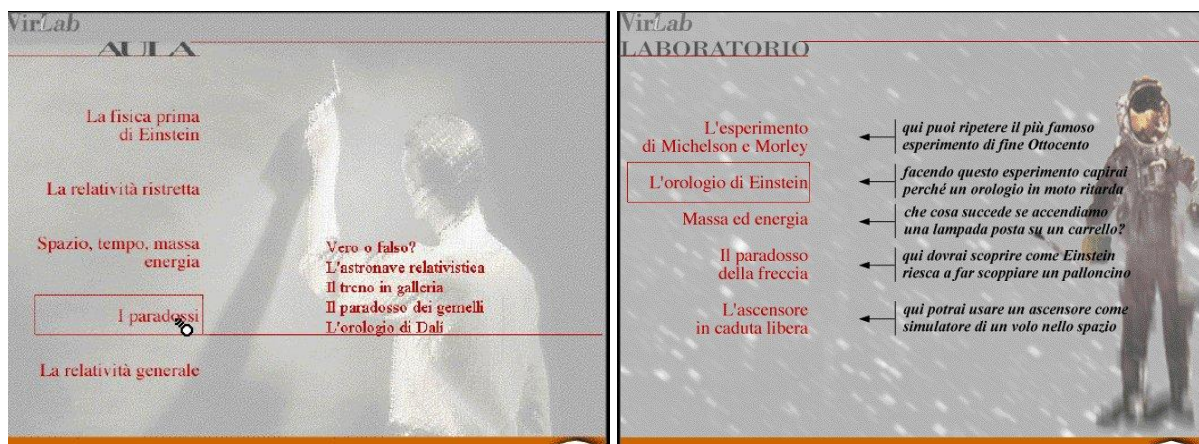 VirLab
AULA
La fisica prima
di Einstein
La relatività ristretta
Spazio, tempo, massa
energia
I paradossi
La relatività generale
Vero o falso?
L'astronave relativistica
Il treno in galleria
Il paradosso dei gemelli
L'orologio di Dalí
VirLab
LABORATORIO
L'esperimento
di Michelson e Morley
qui puoi ripetere il più famoso
esperimento di fine Ottocento
L'orologio di Einstein
facendo questo esperimento capirai
perché un orologio in moto ritarda
Massa ed energia
che cosa succede se accendiamo
una lampada posta su un carrello?
Il paradosso
della freccia
qui dovrai scoprire come Einstein
riesca a far scoppiare un palloncino
L'ascensore
in caduta libera
qui potrai usare un ascensore come
simulatore di un volo nello spazio